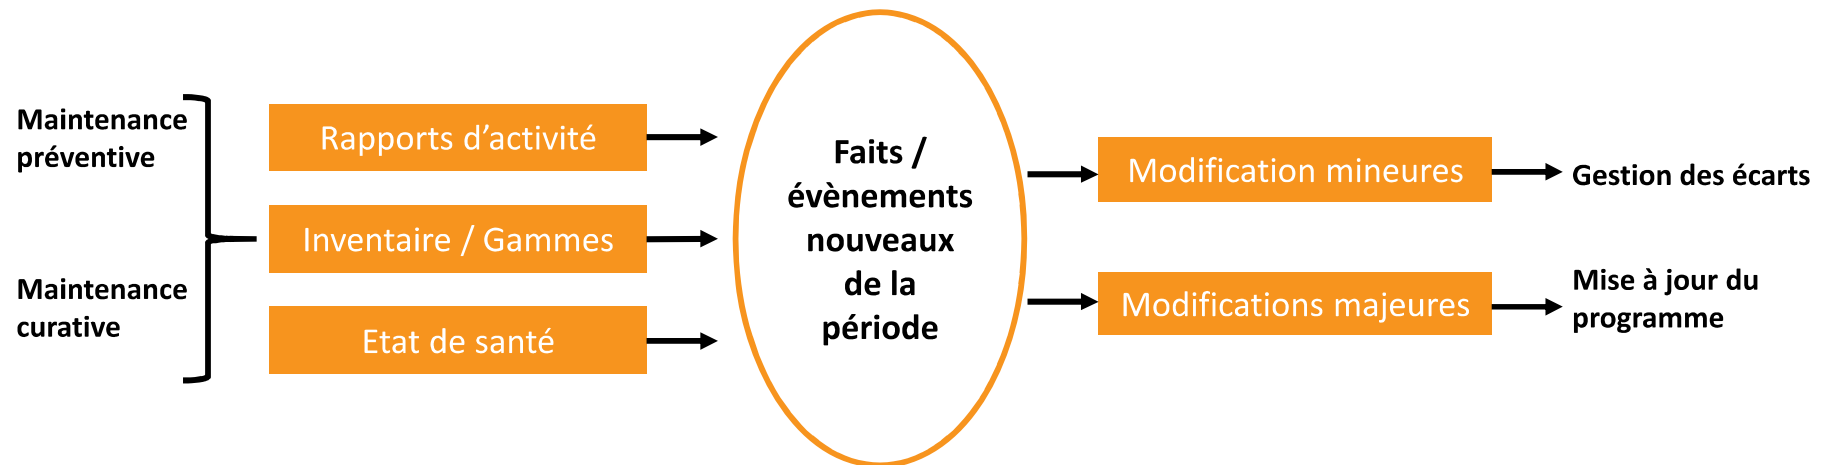 Maintenance
préventive
Maintenance
curative
Rapports d’activité
Inventaire / Gammes
Etat de santé
Faits /
évènements
nouveaux
de la
période
Modification mineures
Modifications majeures
Gestion des écarts
Mise à jour du
programme